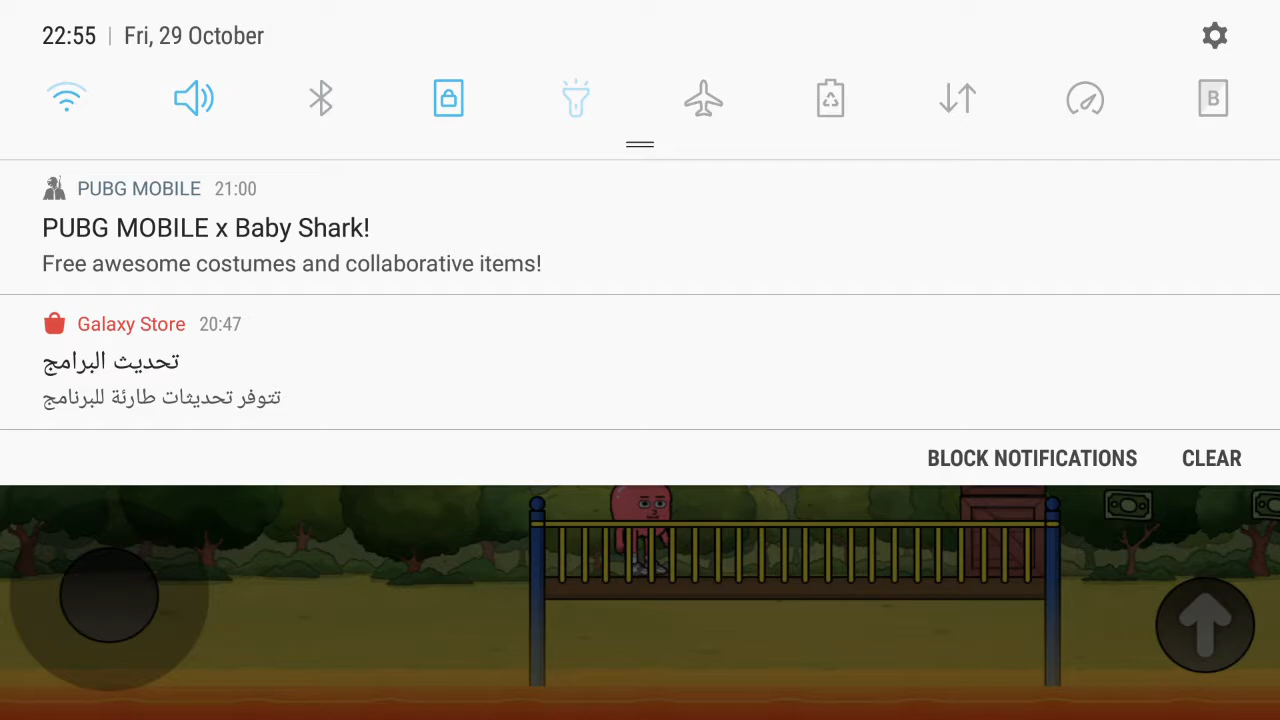 22:55 | Fri, 29 October
B
PUBG MOBILE 21:00
PUBG MOBILE x Baby Shark!
Free awesome costumes and collaborative items!
Galaxy Store 20:47
تحديث البرامج
تتوفر تحديثات طارئة للبرنامج
BLOCK NOTIFICATIONS CLEAR